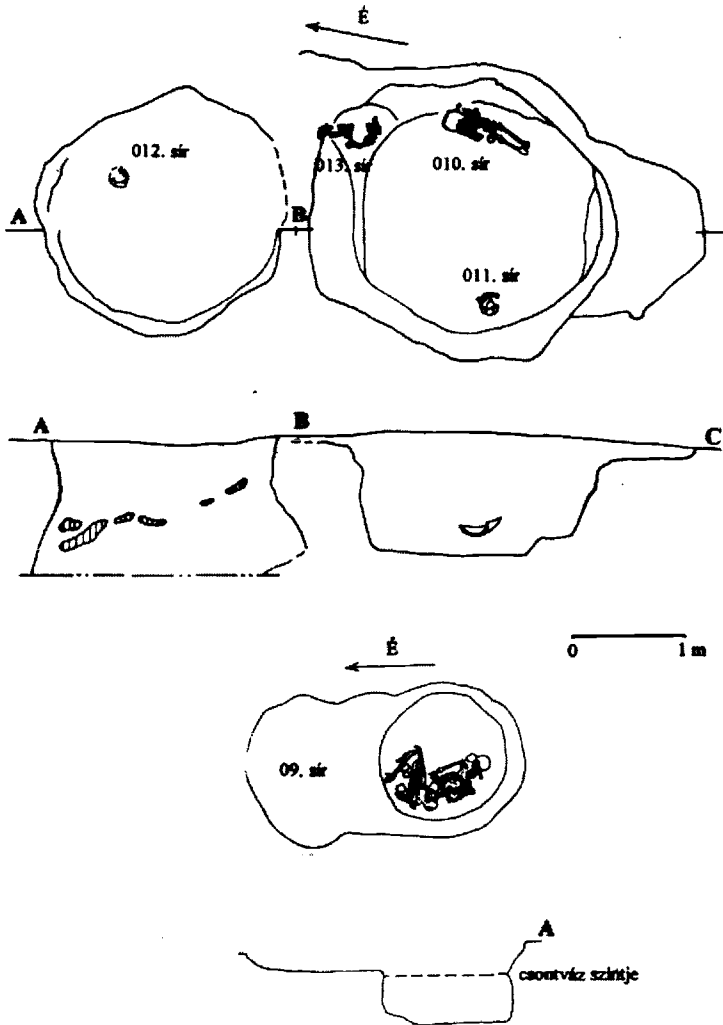 É
012. sír
013. sír
010. sír
A
B
011. sír
A
B
C
É
0 1 m
09. sír
A
csontváz szintje